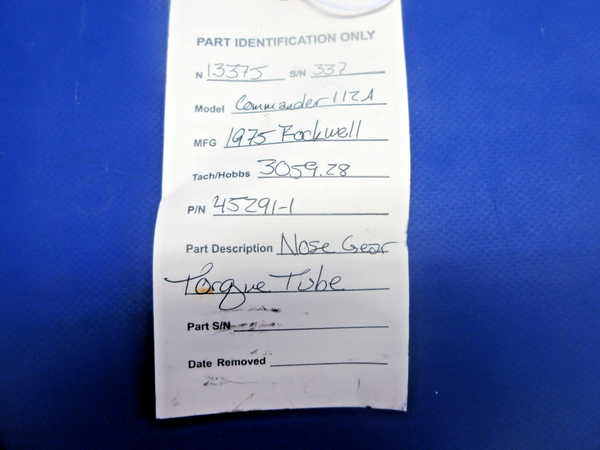 PART IDENTIFICATION ONLY
N 13375 S/N 337
Model Commander 112A
MFG 1975 Rockwell
Tach/Hobbs 3059.28
P/N 45291-1
Part Description Nose Gear
Torque Tube
Part S/N
Date Removed